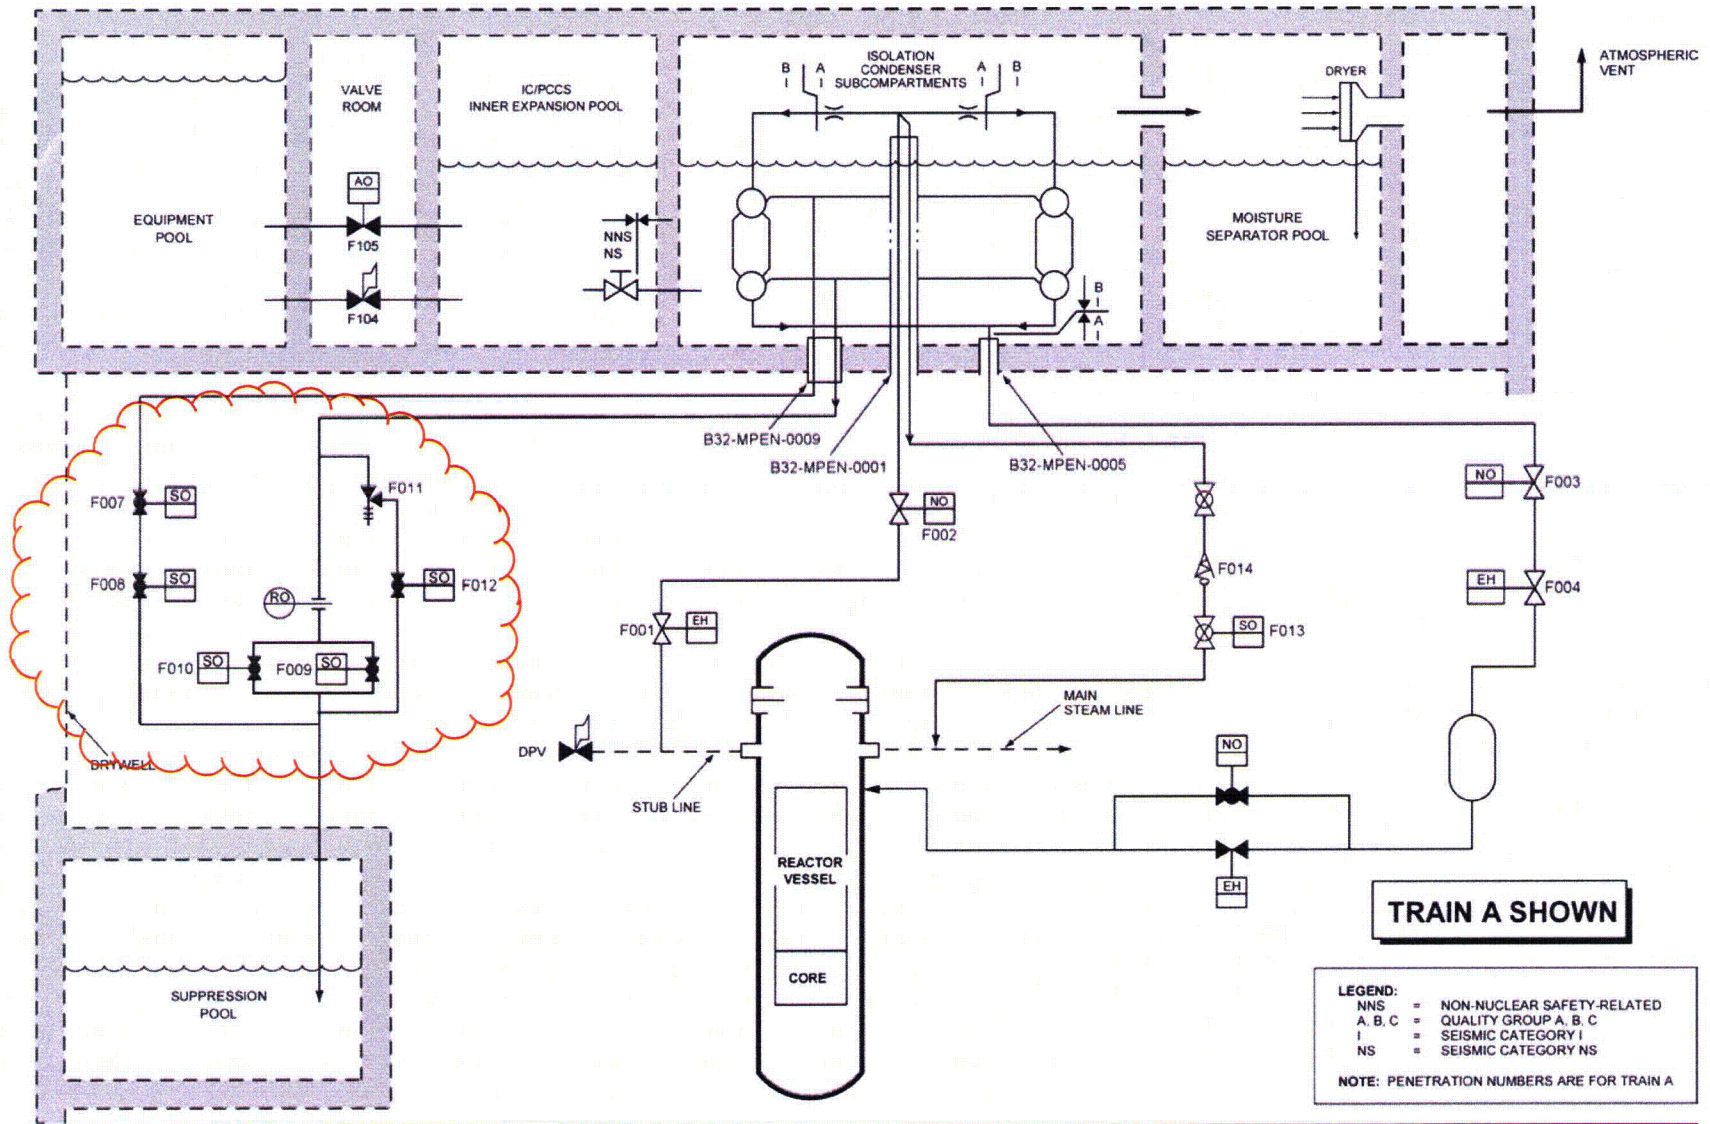 ATMOSPHERIC
VENT
ISOLATION
CONDENSER
SUBCOMPARTMENTS
B
A
A
B
I
I
I
I
DRYER
VALVE
ROOM
IC/PCCS
INNER EXPANSION POOL
AO
F105
F104
EQUIPMENT
POOL
NNS
NS
MOISTURE
SEPARATOR POOL
B
I
A
I
B32-MPEN-0009
B32-MPEN-0001
B32-MPEN-0005
F007
SO
F011
F008
SO
SO
F012
RO
F010
SO
F009
SO
DRYWELL
NO
F002
F001
EH
F014
SO
F013
NO
F003
EH
F004
MAIN
STEAM LINE
DPV
STUB LINE
NO
EH
REACTOR
VESSEL
CORE
SUPPRESSION
POOL
TRAIN A SHOWN
LEGEND:
NNS = NON-NUCLEAR SAFETY-RELATED
A, B, C = QUALITY GROUP A, B, C
I = SEISMIC CATEGORY I
NS = SEISMIC CATEGORY NS
NOTE: PENETRATION NUMBERS ARE FOR TRAIN A